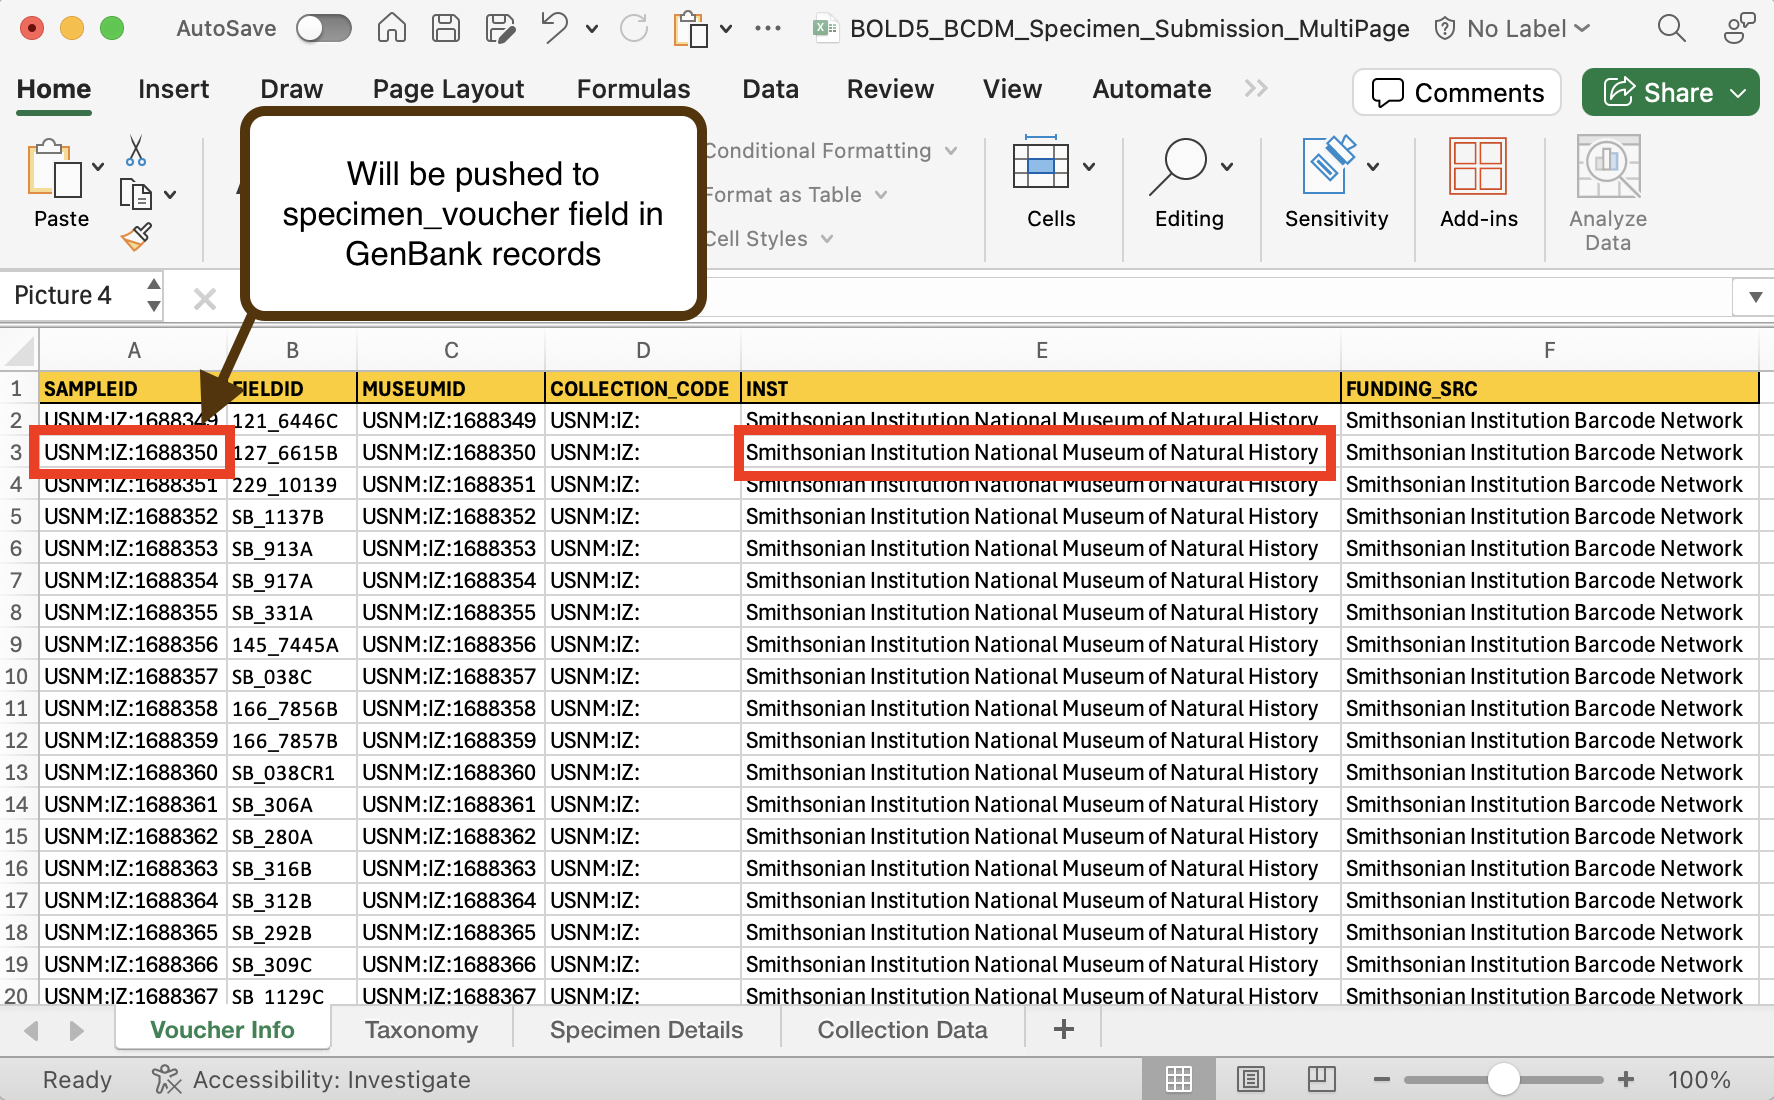 AutoSave
BOLD5_BCDM_Specimen_Submission_MultiPage
No Label
Home Insert Draw Page Layout Formulas Data Review View Automate
Comments
Share
Paste
Conditional Formatting
Format as Table
Cell Styles
Cells
Editing
Sensitivity
Add-ins
Analyze
Data
Will be pushed to
specimen_voucher field in
GenBank records
Picture 4
A B C D E F
1 SAMPLEID FIELDID MUSEUMID COLLECTION_CODE INST FUNDING_SRC
2 USNM:IZ:1688349 121_6446C USNM:IZ:1688349 USNM:IZ: Smithsonian Institution National Museum of Natural History Smithsonian Institution Barcode Network
3 USNM:IZ:1688350 127_6615B USNM:IZ:1688350 USNM:IZ: Smithsonian Institution National Museum of Natural History Smithsonian Institution Barcode Network
4 USNM:IZ:1688351 229_10139 USNM:IZ:1688351 USNM:IZ: Smithsonian Institution National Museum of Natural History Smithsonian Institution Barcode Network
5 USNM:IZ:1688352 SB_1137B USNM:IZ:1688352 USNM:IZ: Smithsonian Institution National Museum of Natural History Smithsonian Institution Barcode Network
6 USNM:IZ:1688353 SB_913A USNM:IZ:1688353 USNM:IZ: Smithsonian Institution National Museum of Natural History Smithsonian Institution Barcode Network
7 USNM:IZ:1688354 SB_917A USNM:IZ:1688354 USNM:IZ: Smithsonian Institution National Museum of Natural History Smithsonian Institution Barcode Network
8 USNM:IZ:1688355 SB_331A USNM:IZ:1688355 USNM:IZ: Smithsonian Institution National Museum of Natural History Smithsonian Institution Barcode Network
9 USNM:IZ:1688356 145_7445A USNM:IZ:1688356 USNM:IZ: Smithsonian Institution National Museum of Natural History Smithsonian Institution Barcode Network
10 USNM:IZ:1688357 SB_038C USNM:IZ:1688357 USNM:IZ: Smithsonian Institution National Museum of Natural History Smithsonian Institution Barcode Network
11 USNM:IZ:1688358 166_7856B USNM:IZ:1688358 USNM:IZ: Smithsonian Institution National Museum of Natural History Smithsonian Institution Barcode Network
12 USNM:IZ:1688359 166_7857B USNM:IZ:1688359 USNM:IZ: Smithsonian Institution National Museum of Natural History Smithsonian Institution Barcode Network
13 USNM:IZ:1688360 SB_038CR1 USNM:IZ:1688360 USNM:IZ: Smithsonian Institution National Museum of Natural History Smithsonian Institution Barcode Network
14 USNM:IZ:1688361 SB_306A USNM:IZ:1688361 USNM:IZ: Smithsonian Institution National Museum of Natural History Smithsonian Institution Barcode Network
15 USNM:IZ:1688362 SB_280A USNM:IZ:1688362 USNM:IZ: Smithsonian Institution National Museum of Natural History Smithsonian Institution Barcode Network
16 USNM:IZ:1688363 SB_316B USNM:IZ:1688363 USNM:IZ: Smithsonian Institution National Museum of Natural History Smithsonian Institution Barcode Network
17 USNM:IZ:1688364 SB_312B USNM:IZ:1688364 USNM:IZ: Smithsonian Institution National Museum of Natural History Smithsonian Institution Barcode Network
18 USNM:IZ:1688365 SB_292B USNM:IZ:1688365 USNM:IZ: Smithsonian Institution National Museum of Natural History Smithsonian Institution Barcode Network
19 USNM:IZ:1688366 SB_309C USNM:IZ:1688366 USNM:IZ: Smithsonian Institution National Museum of Natural History Smithsonian Institution Barcode Network
20 USNM:IZ:1688367 SB_1129C USNM:IZ:1688367 USNM:IZ: Smithsonian Institution National Museum of Natural History Smithsonian Institution Barcode Network
Voucher Info Taxonomy Specimen Details Collection Data
Ready Accessibility: Investigate 100%